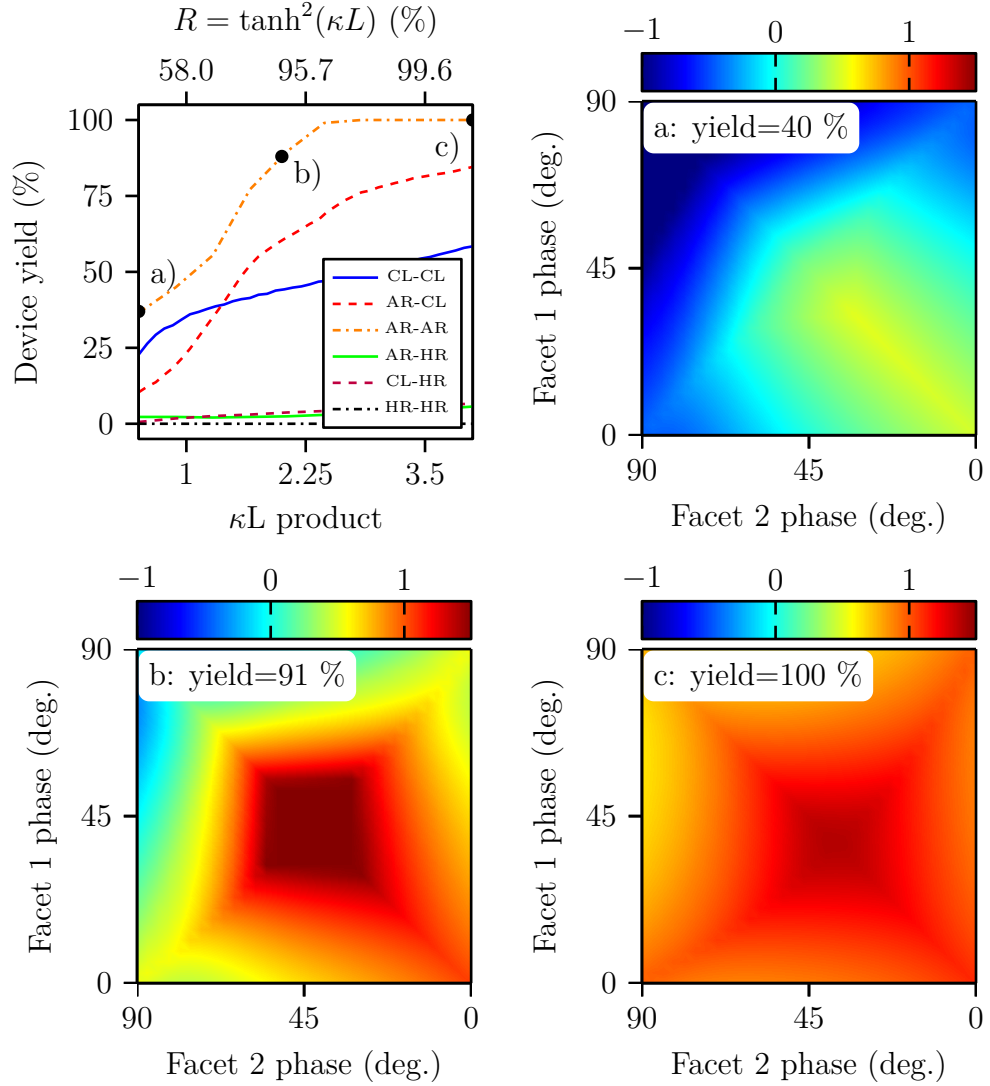 R = tanh²(κL) (%)
58.0 95.7 99.6
Device yield (%)
100
75
50
25
0
a)
b)
c)
CL-CL
AR-CL
AR-AR
AR-HR
CL-HR
HR-HR
1 2.25 3.5
κL product
−1 0 1
a: yield=40 %
Facet 1 phase (deg.)
90
45
0
90 45 0
Facet 2 phase (deg.)
−1 0 1
b: yield=91 %
Facet 1 phase (deg.)
90
45
0
90 45 0
Facet 2 phase (deg.)
−1 0 1
c: yield=100 %
Facet 1 phase (deg.)
90
45
0
90 45 0
Facet 2 phase (deg.)